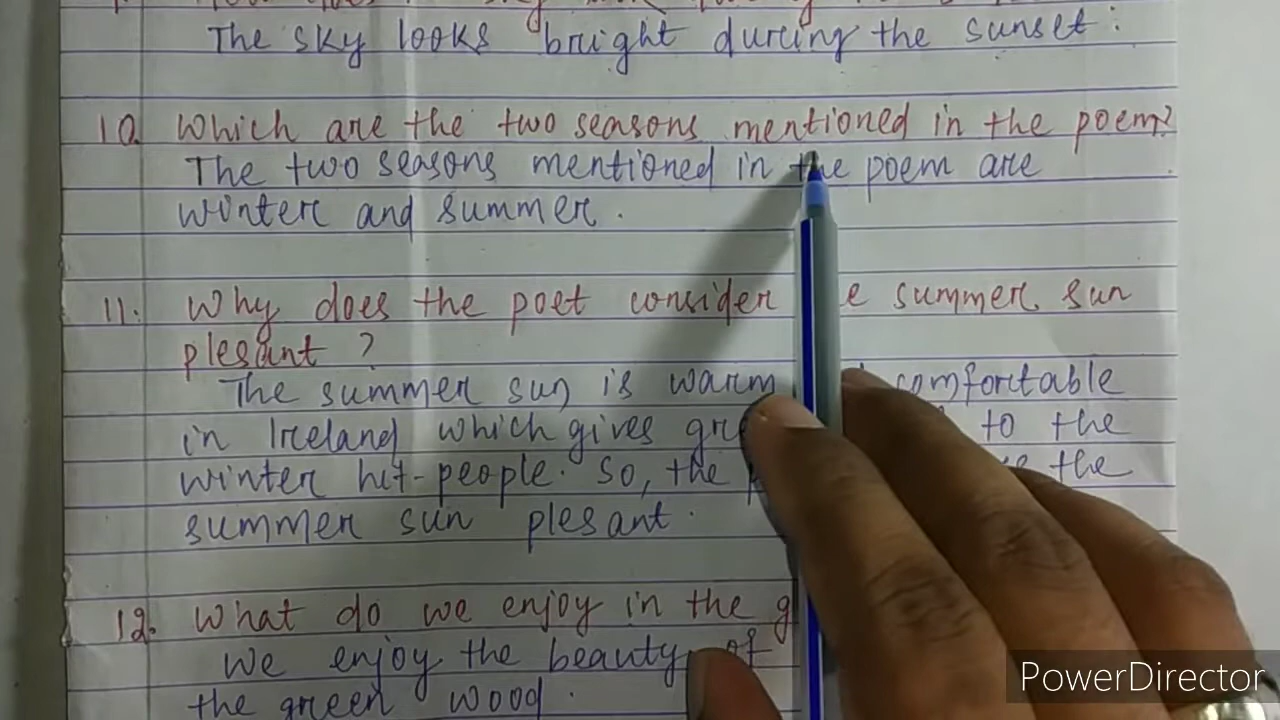 The sky looks bright during the sunset.
10. Which are the two seasons mentioned in the poem?
The two seasons mentioned in the poem are
winter and summer.
11. Why does the poet consider summer sun
plesant ?
The summer sun is warm comfortable
in Ireland which gives to the
winter hit-people. So, the the
summer sun plesant.
12. What do we enjoy in the
We enjoy the beauty of
the green wood.
PowerDirector